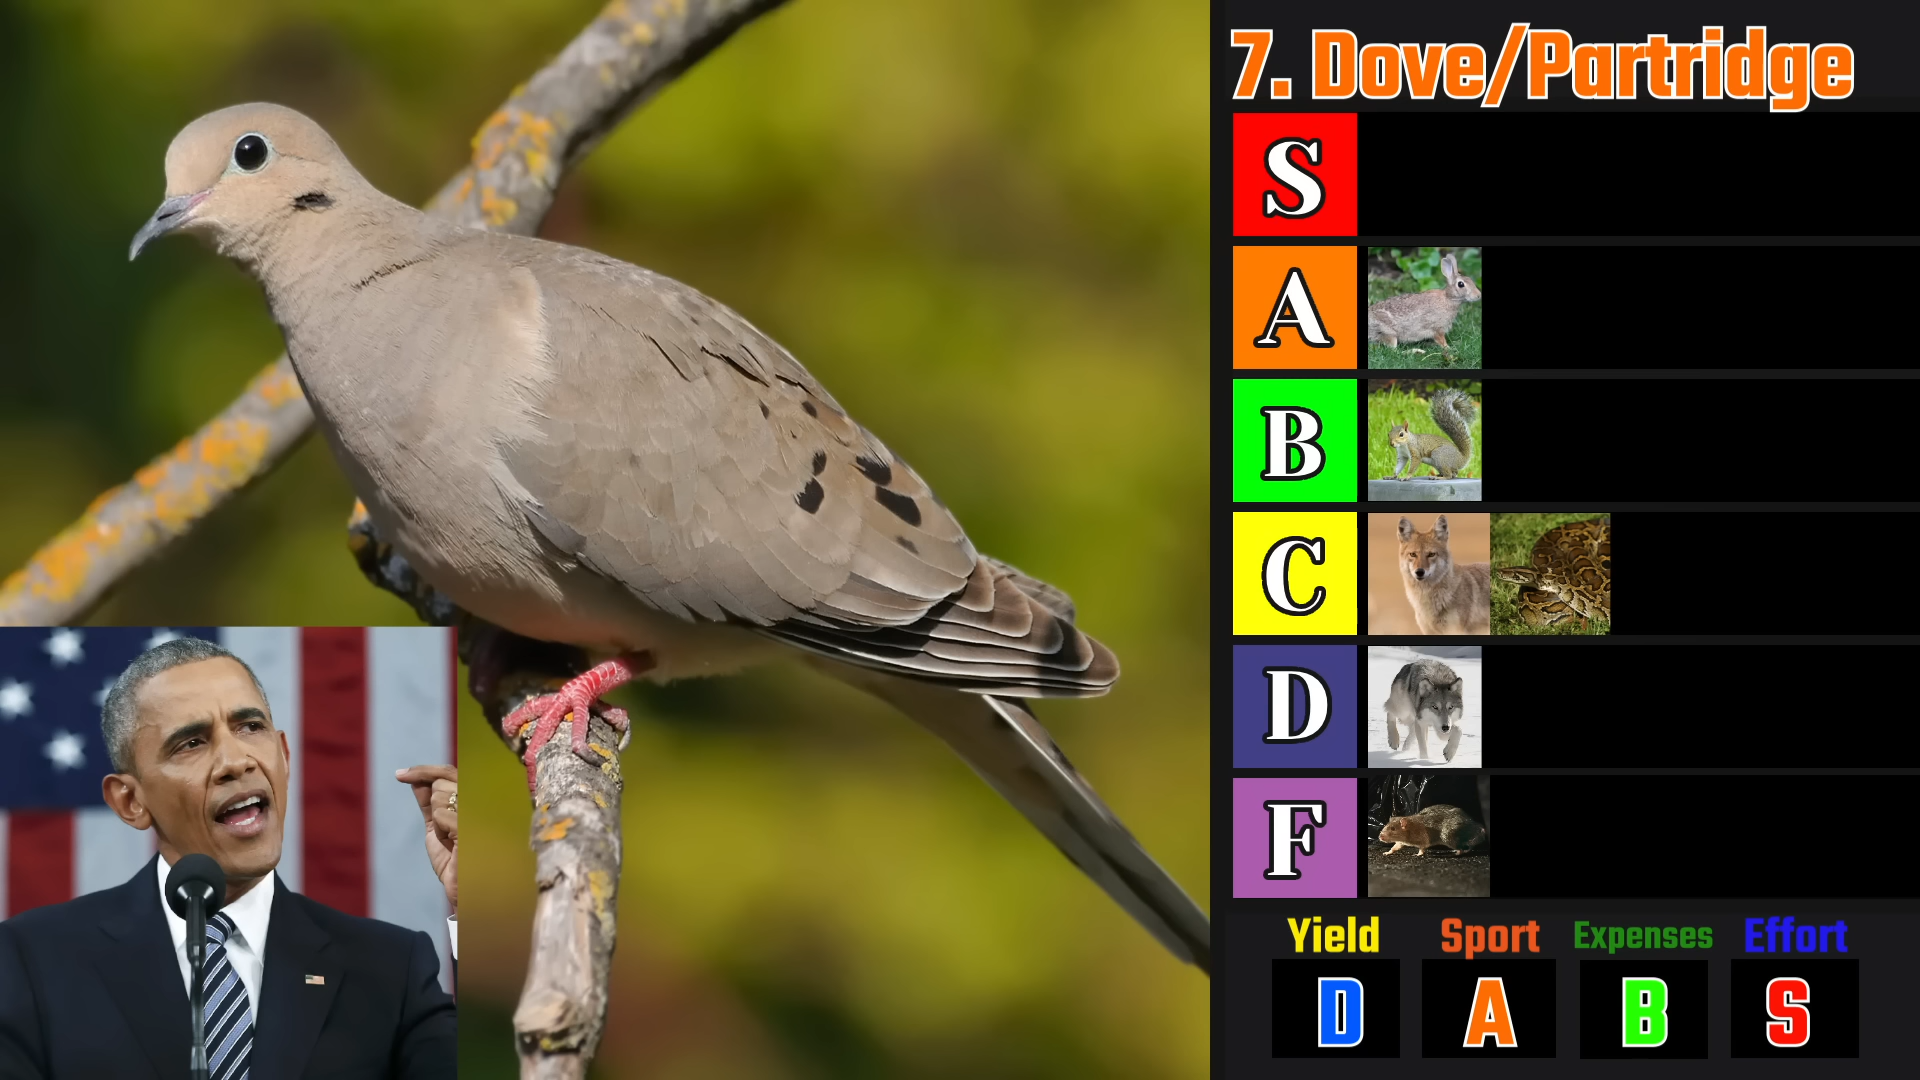 7. Dove/Partridge
S
A
B
C
D
F
Yield Sport Expenses Effort
D A B S